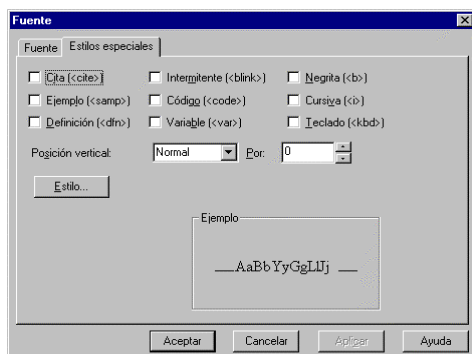 Fuente
Fuente Estilos especiales
Cita (<cite>) Intermitente (<blink>) Negrita (<b>)
Ejemplo (<samp>) Código (<code>) Cursiva (<i>)
Definición (<dfn>) Variable (<var>) Teclado (<kbd>)
Posición vertical: Normal Por: 0
Estilo...
Ejemplo
AaBbYyGgLlJj
Aceptar Cancelar Aplicar Ayuda